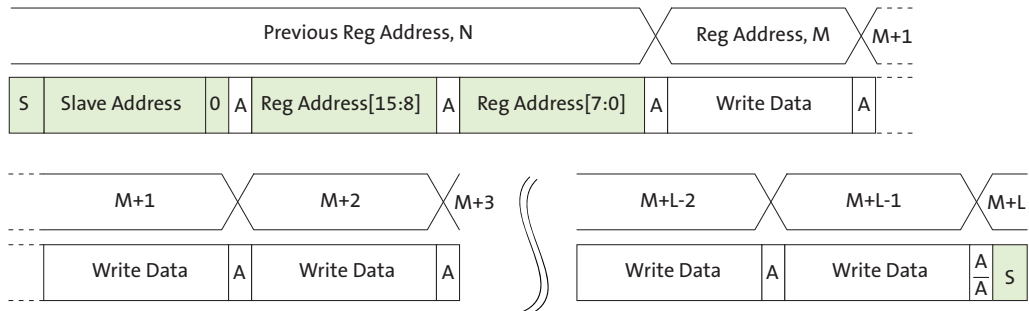 Previous Reg Address, N Reg Address, M M+1
S Slave Address 0 A Reg Address[15:8] A Reg Address[7:0] A Write Data A
M+1 M+2 M+3 M+L-2 M+L-1 M+L
Write Data A Write Data A Write Data A Write Data A
A S